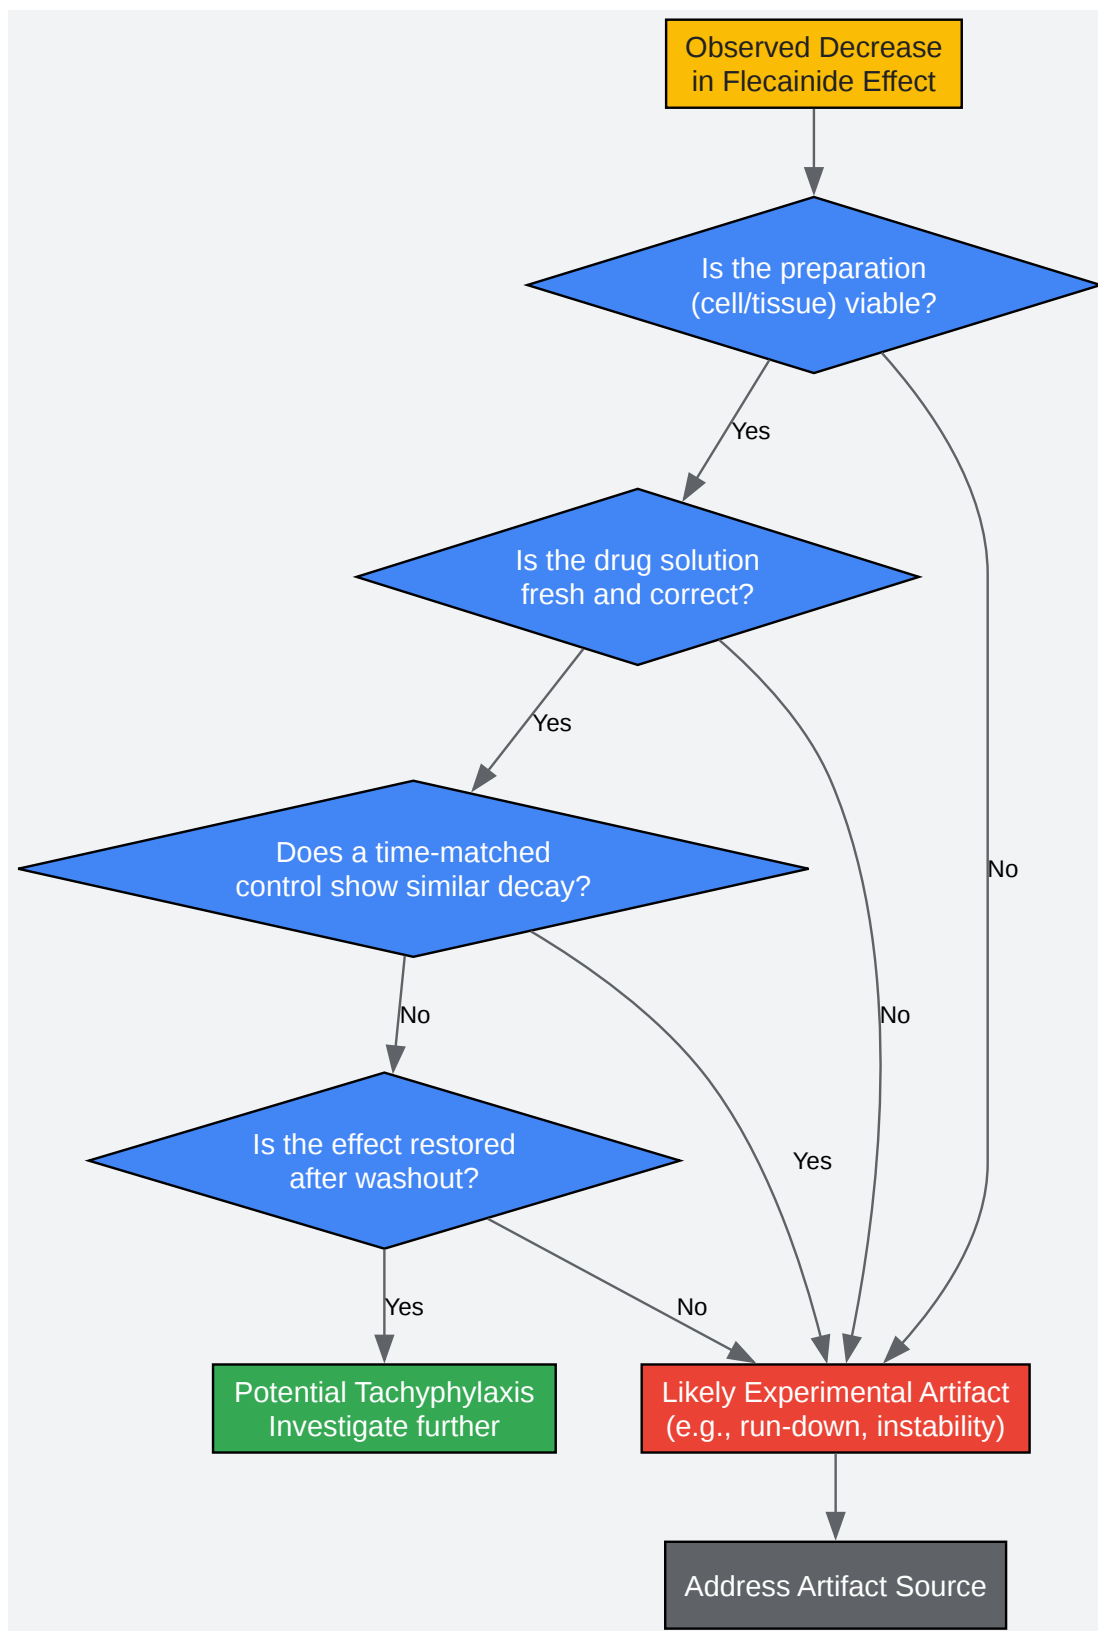 Observed Decrease
in Flecainide Effect
Is the preparation
(cell/tissue) viable?
Yes
Is the drug solution
fresh and correct?
Yes
Does a time-matched
control show similar decay?
No
No
No
Is the effect restored
after washout?
Yes
Yes
No
Potential Tachyphylaxis
Investigate further
Likely Experimental Artifact
(e.g., run-down, instability)
Address Artifact Source